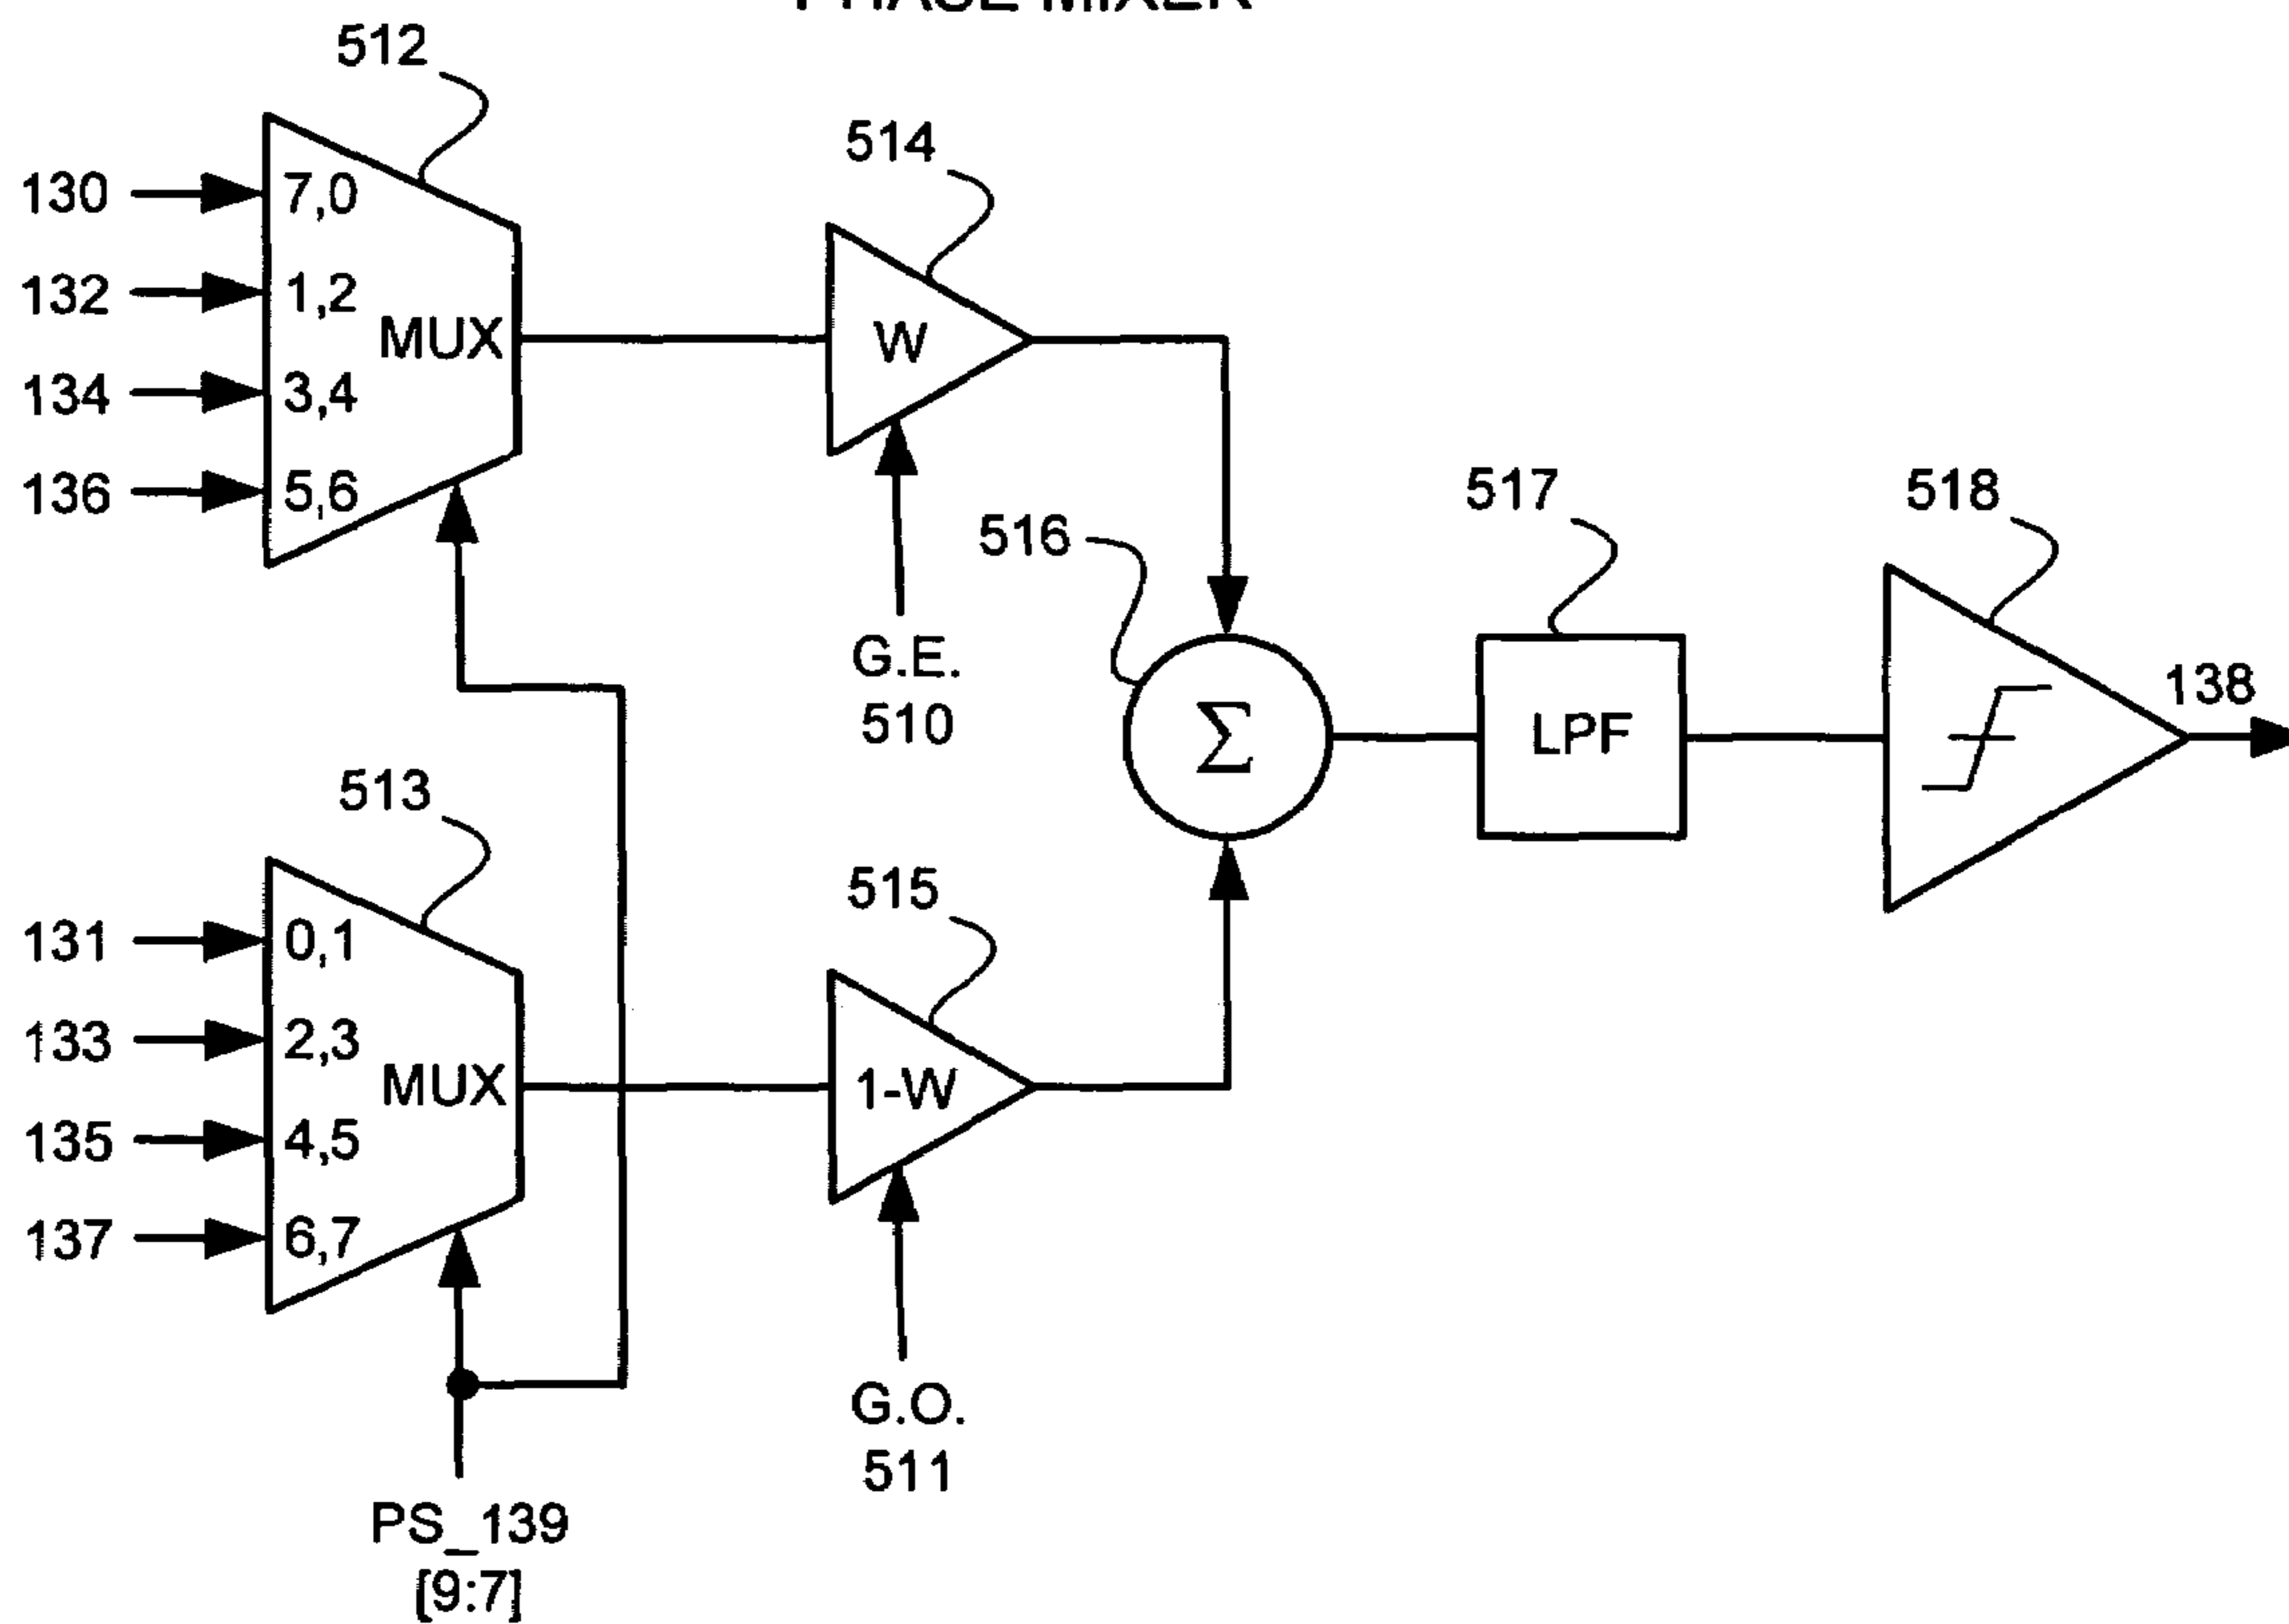 PHASE MIXER
512
130
7,0
132
1,2
MUX
134
3,4
136
5,6
514
W
G.E.
510
516
Σ
517
LPF
518
138
513
131
0,1
133
2,3
MUX
135
4,5
137
6,7
515
1-W
G.O.
511
PS_139
[9:7]